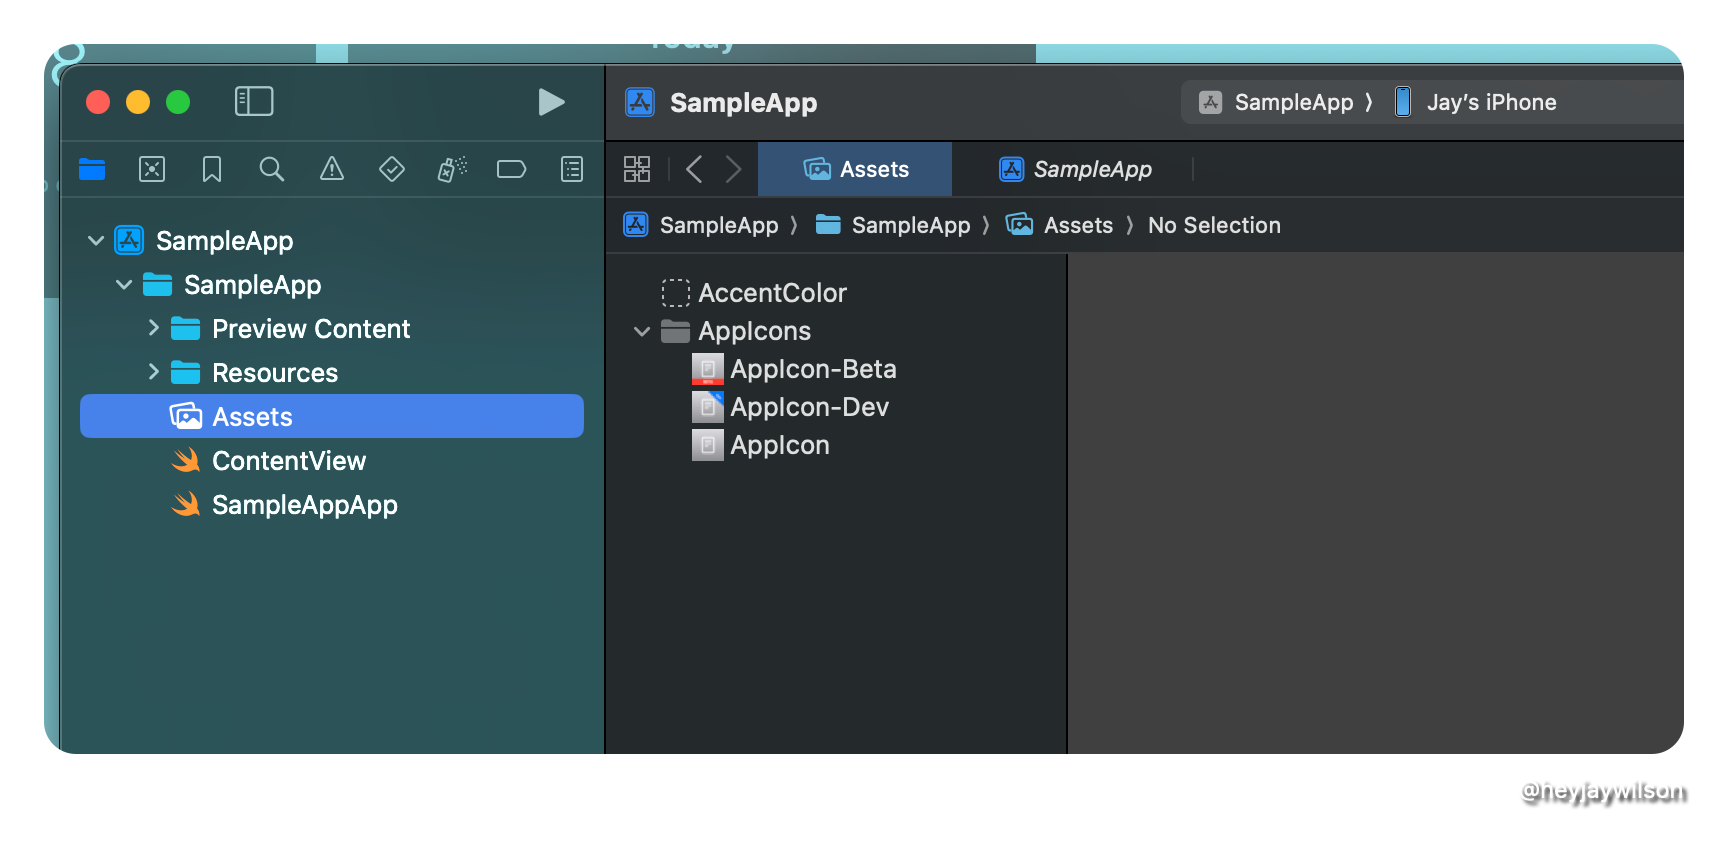 Today
SampleApp
SampleApp ⟩ Jay’s iPhone
Assets
SampleApp
SampleApp ⟩ SampleApp ⟩ Assets ⟩ No Selection
SampleApp
SampleApp
Preview Content
Resources
Assets
ContentView
SampleAppApp
AccentColor
AppIcons
AppIcon-Beta
AppIcon-Dev
AppIcon
@heyjaywilson